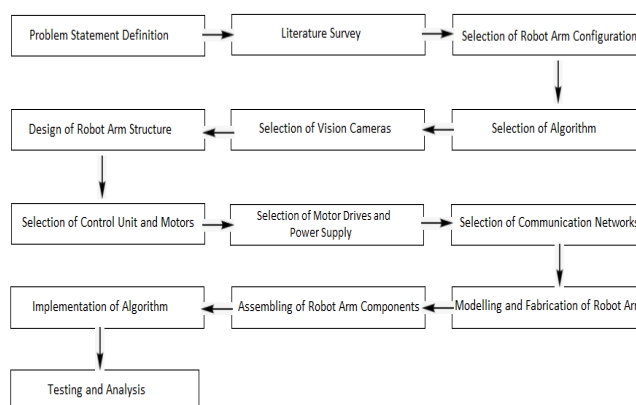 Problem Statement Definition
Literature Survey
Selection of Robot Arm Configuration
Selection of Algorithm
Selection of Vision Cameras
Design of Robot Arm Structure
Selection of Control Unit and Motors
Selection of Motor Drives and
Power Supply
Selection of Communication Networks
Modelling and Fabrication of Robot Arm
Assembling of Robot Arm Components
Implementation of Algorithm
Testing and Analysis